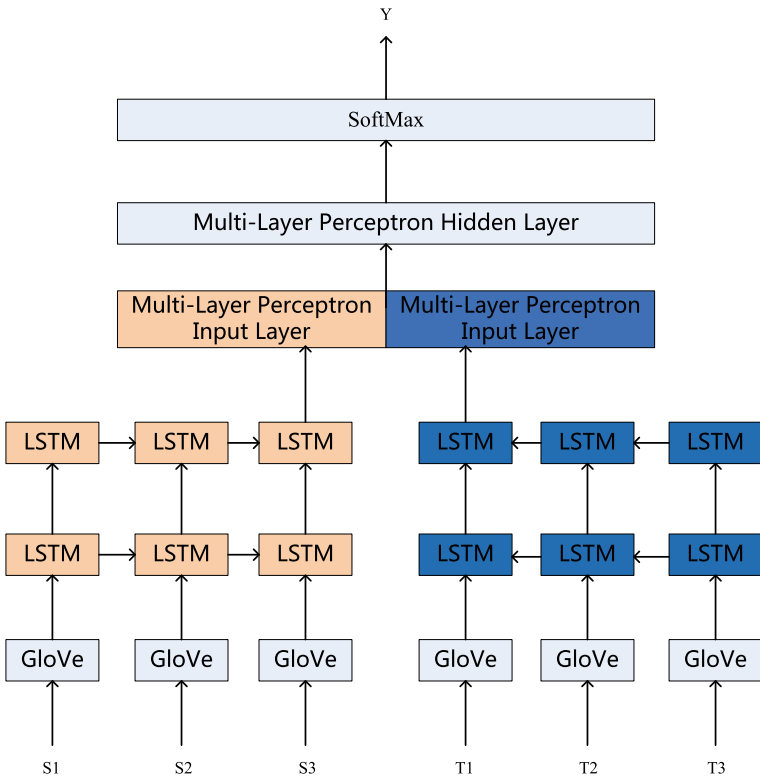 Y
SoftMax
Multi-Layer Perceptron Hidden Layer
Multi-Layer Perceptron
Input Layer
Multi-Layer Perceptron
Input Layer
LSTM
LSTM
LSTM
LSTM
LSTM
LSTM
LSTM
LSTM
LSTM
LSTM
LSTM
LSTM
GloVe
GloVe
GloVe
GloVe
GloVe
GloVe
S1
S2
S3
T1
T2
T3